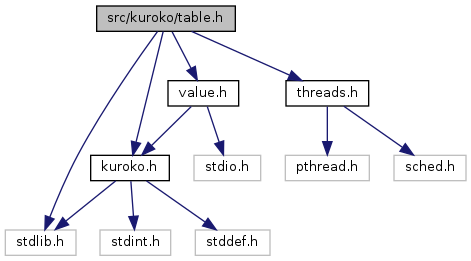 src/kuroko/table.h
value.h
threads.h
kuroko.h
stdio.h
pthread.h
sched.h
stdlib.h
stdint.h
stddef.h